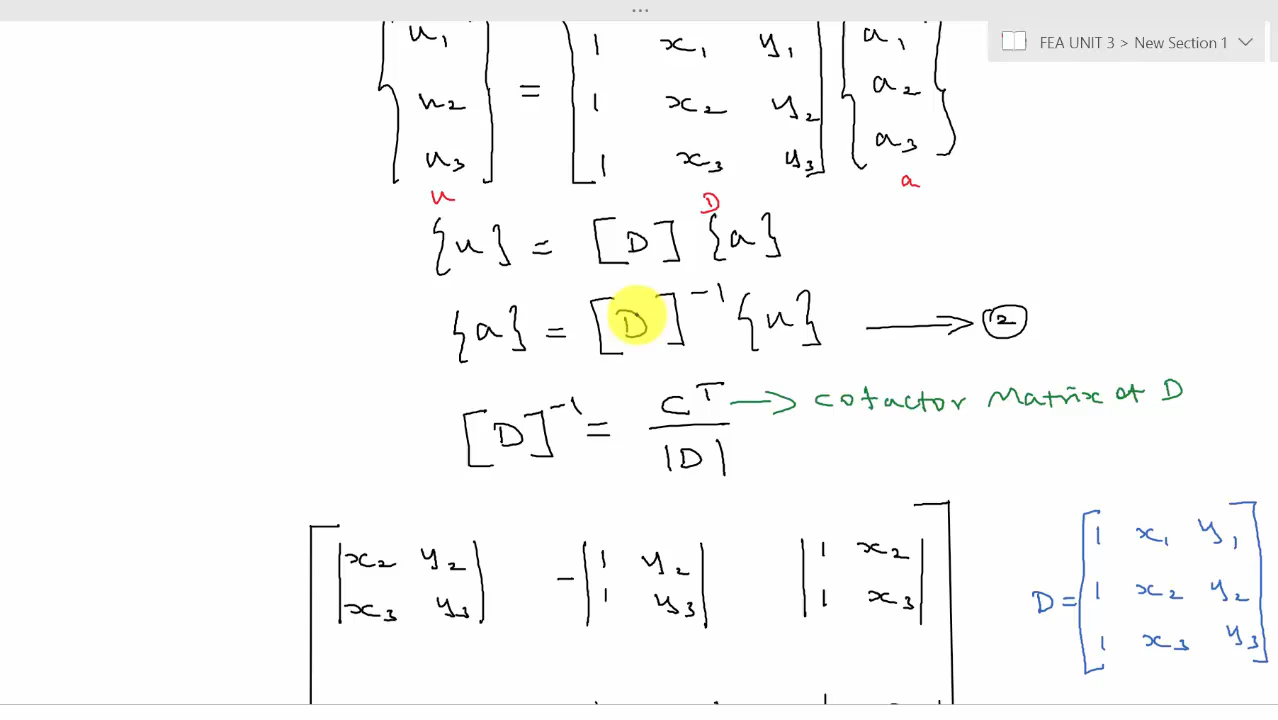 ...
FEA UNIT 3 > New Section 1
u₁ 1 x₁ y₁ a₁
u₂ = 1 x₂ y₂ a₂
u₃ 1 x₃ y₃ a₃
u D a
{u} = [D] {a}
{a} = [D]⁻¹ {u} ⟶ ②
[D]⁻¹ = Cᵀ / |D| → cofactor Matrix of D
|x₂ y₂| −|1 y₂| |1 x₂|
|x₃ y₃| |1 y₃| |1 x₃|
D = [1 x₁ y₁
1 x₂ y₂
1 x₃ y₃]